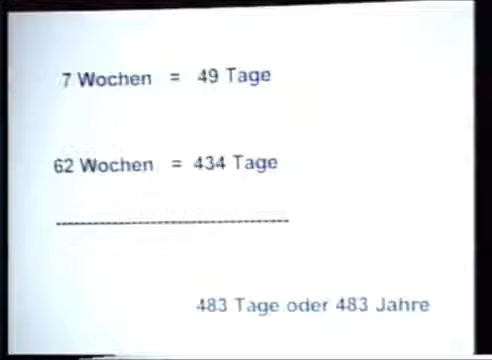 7 Wochen = 49 Tage
62 Wochen = 434 Tage
--------------------------------------------
483 Tage oder 483 Jahre